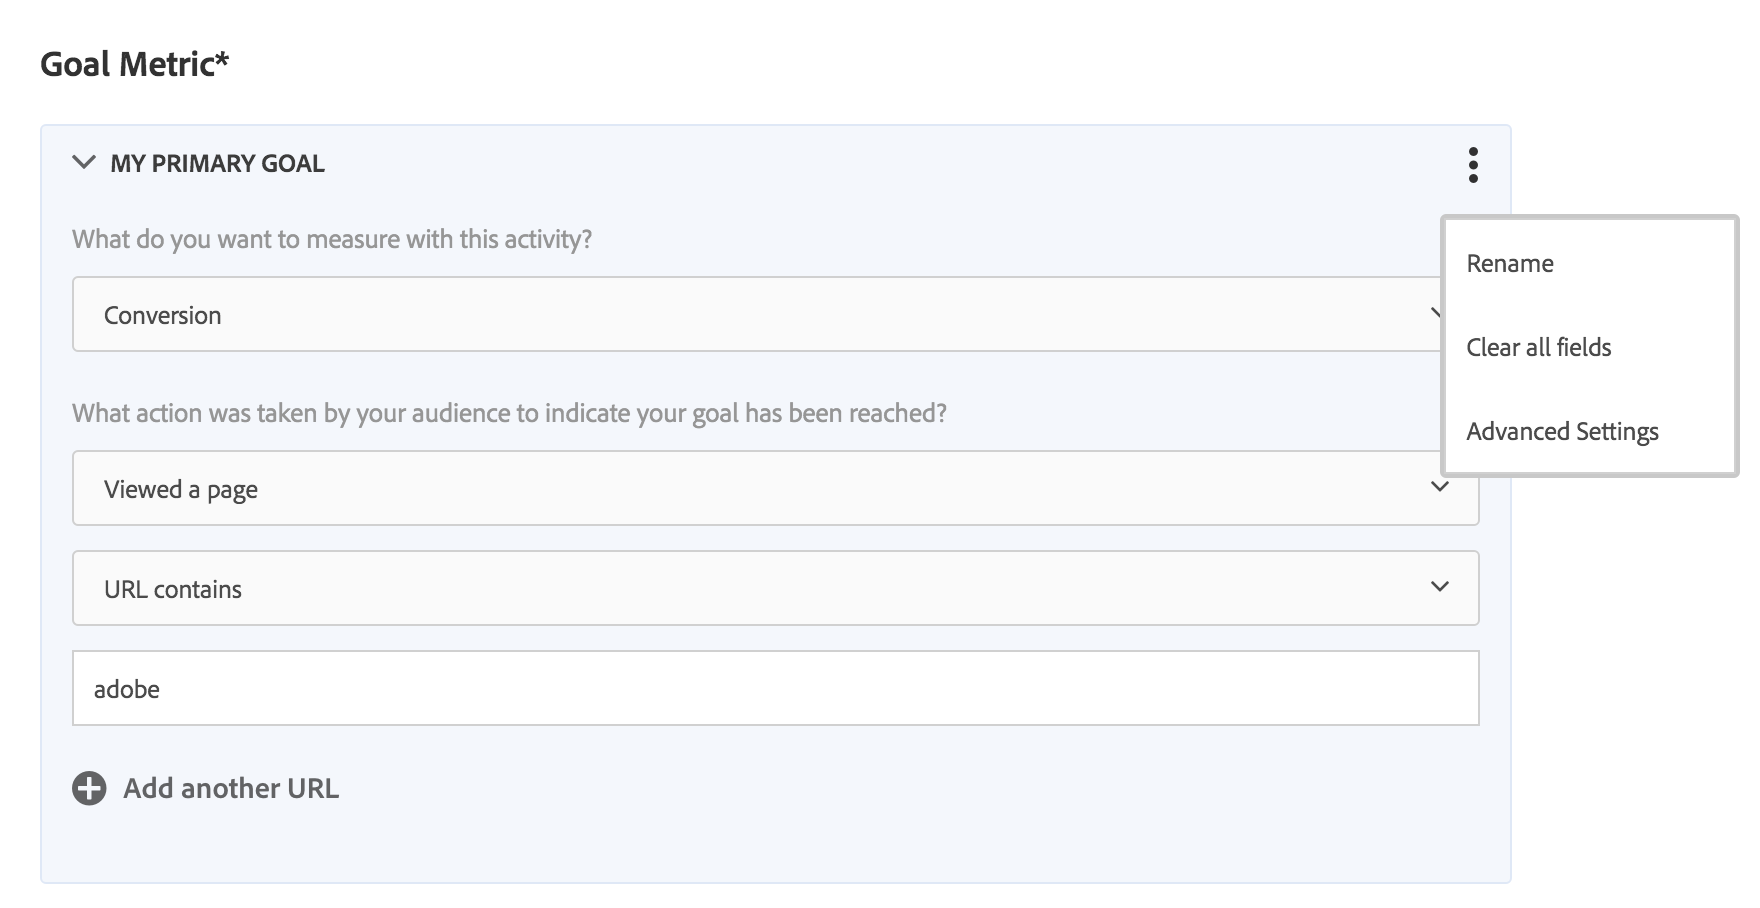 Goal Metric*
MY PRIMARY GOAL
What do you want to measure with this activity?
Conversion
What action was taken by your audience to indicate your goal has been reached?
Viewed a page
URL contains
adobe
Add another URL
Rename
Clear all fields
Advanced Settings